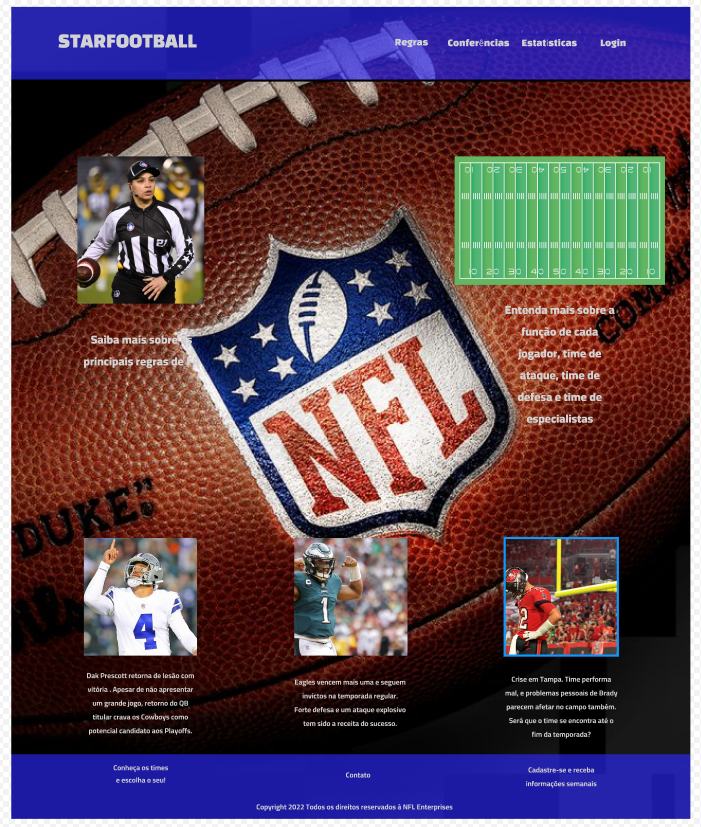 STARFOOTBALL
Regras
Conferências
Estatísticas
Login
21
10 20 30 40 50 40 30 20 10
10 20 30 40 50 40 30 20 10
Saiba mais sobre as
principais regras de
Entenda mais sobre a
função de cada
jogador, time de
ataque, time de
defesa e time de
especialistas
NFL
DUKE"
4
1
2
Dak Prescott retorna de lesão com
vitória . Apesar de não apresentar
um grande jogo, retorno do QB
titular crava os Cowboys como
potencial candidato aos Playoffs.
Eagles vencem mais uma e seguem
invictos na temporada regular.
Forte defesa e um ataque explosivo
tem sido a receita do sucesso.
Crise em Tampa. Time performa
mal, e problemas pessoais de Brady
parecem afetar no campo também.
Será que o time se encontra até o
fim da temporada?
Conheça os times
e escolha o seu!
Contato
Cadastre-se e receba
informações semanais
Copyright 2022 Todos os direitos reservados à NFL Enterprises